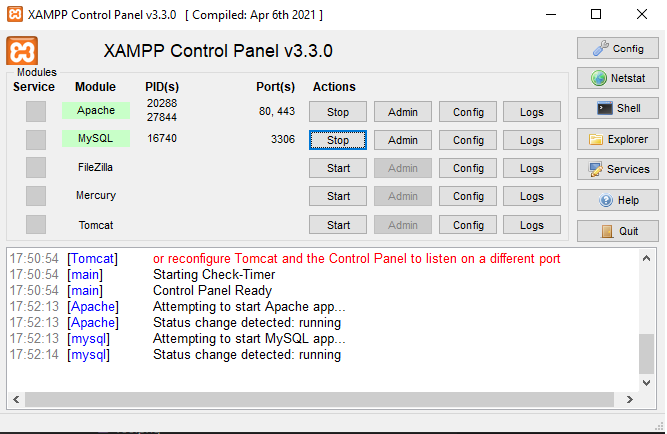 XAMPP Control Panel v3.3.0 [ Compiled: Apr 6th 2021 ]
XAMPP Control Panel v3.3.0
Config
Modules
Service Module PID(s) Port(s) Actions
Netstat
Apache 20288 27844 80, 443 Stop Admin Config Logs
Shell
MySQL 16740 3306 Stop Admin Config Logs
Explorer
FileZilla Start Admin Config Logs
Services
Mercury Start Admin Config Logs
Help
Tomcat Start Admin Config Logs
Quit
17:50:54 [Tomcat] or reconfigure Tomcat and the Control Panel to listen on a different port
17:50:54 [main] Starting Check-Timer
17:50:54 [main] Control Panel Ready
17:52:13 [Apache] Attempting to start Apache app...
17:52:13 [Apache] Status change detected: running
17:52:13 [mysql] Attempting to start MySQL app...
17:52:14 [mysql] Status change detected: running